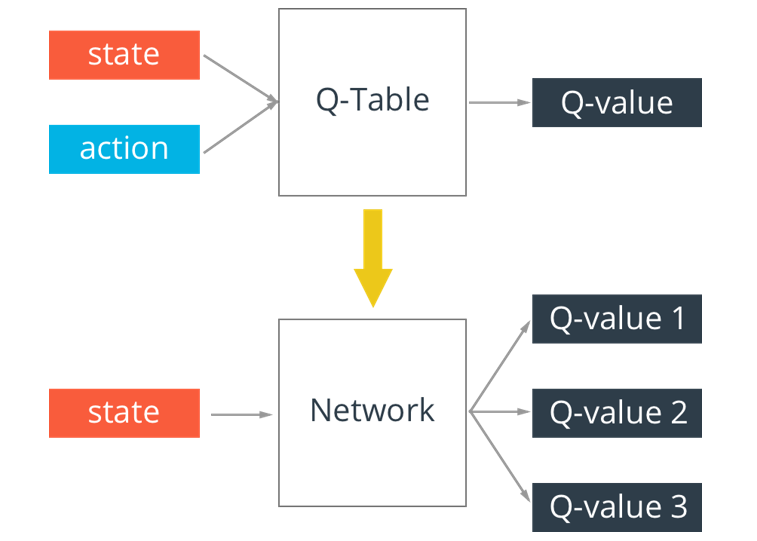 state
action
Q-Table
Q-value
state
Network
Q-value 1
Q-value 2
Q-value 3